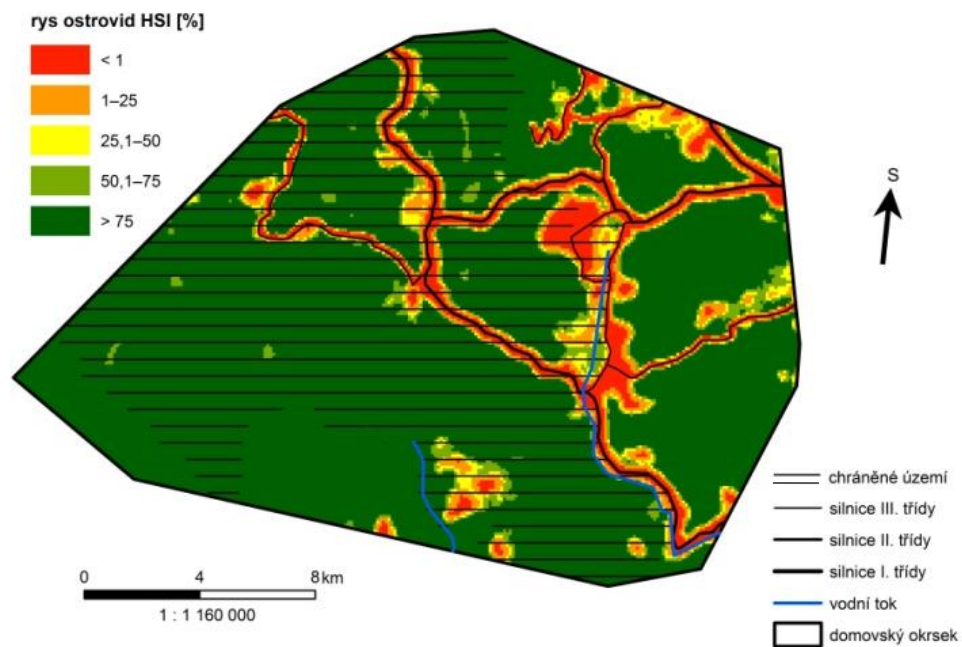 rys ostrovid HSI [%]
< 1
1–25
25,1–50
50,1–75
> 75
S
chráněné území
silnice III. třídy
silnice II. třídy
silnice I. třídy
vodní tok
domovský okrsek
0 4 8 km
1 : 1 160 000